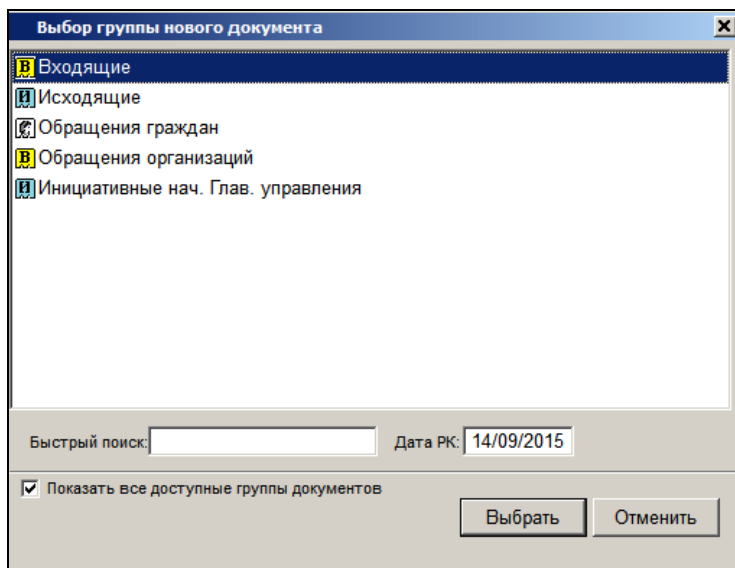 Выбор группы нового документа
В Входящие
И Исходящие
Обращения граждан
В Обращения организаций
И Инициативные нач. Глав. управления
Быстрый поиск: Дата РК: 14/09/2015
Показать все доступные группы документов
Выбрать Отменить